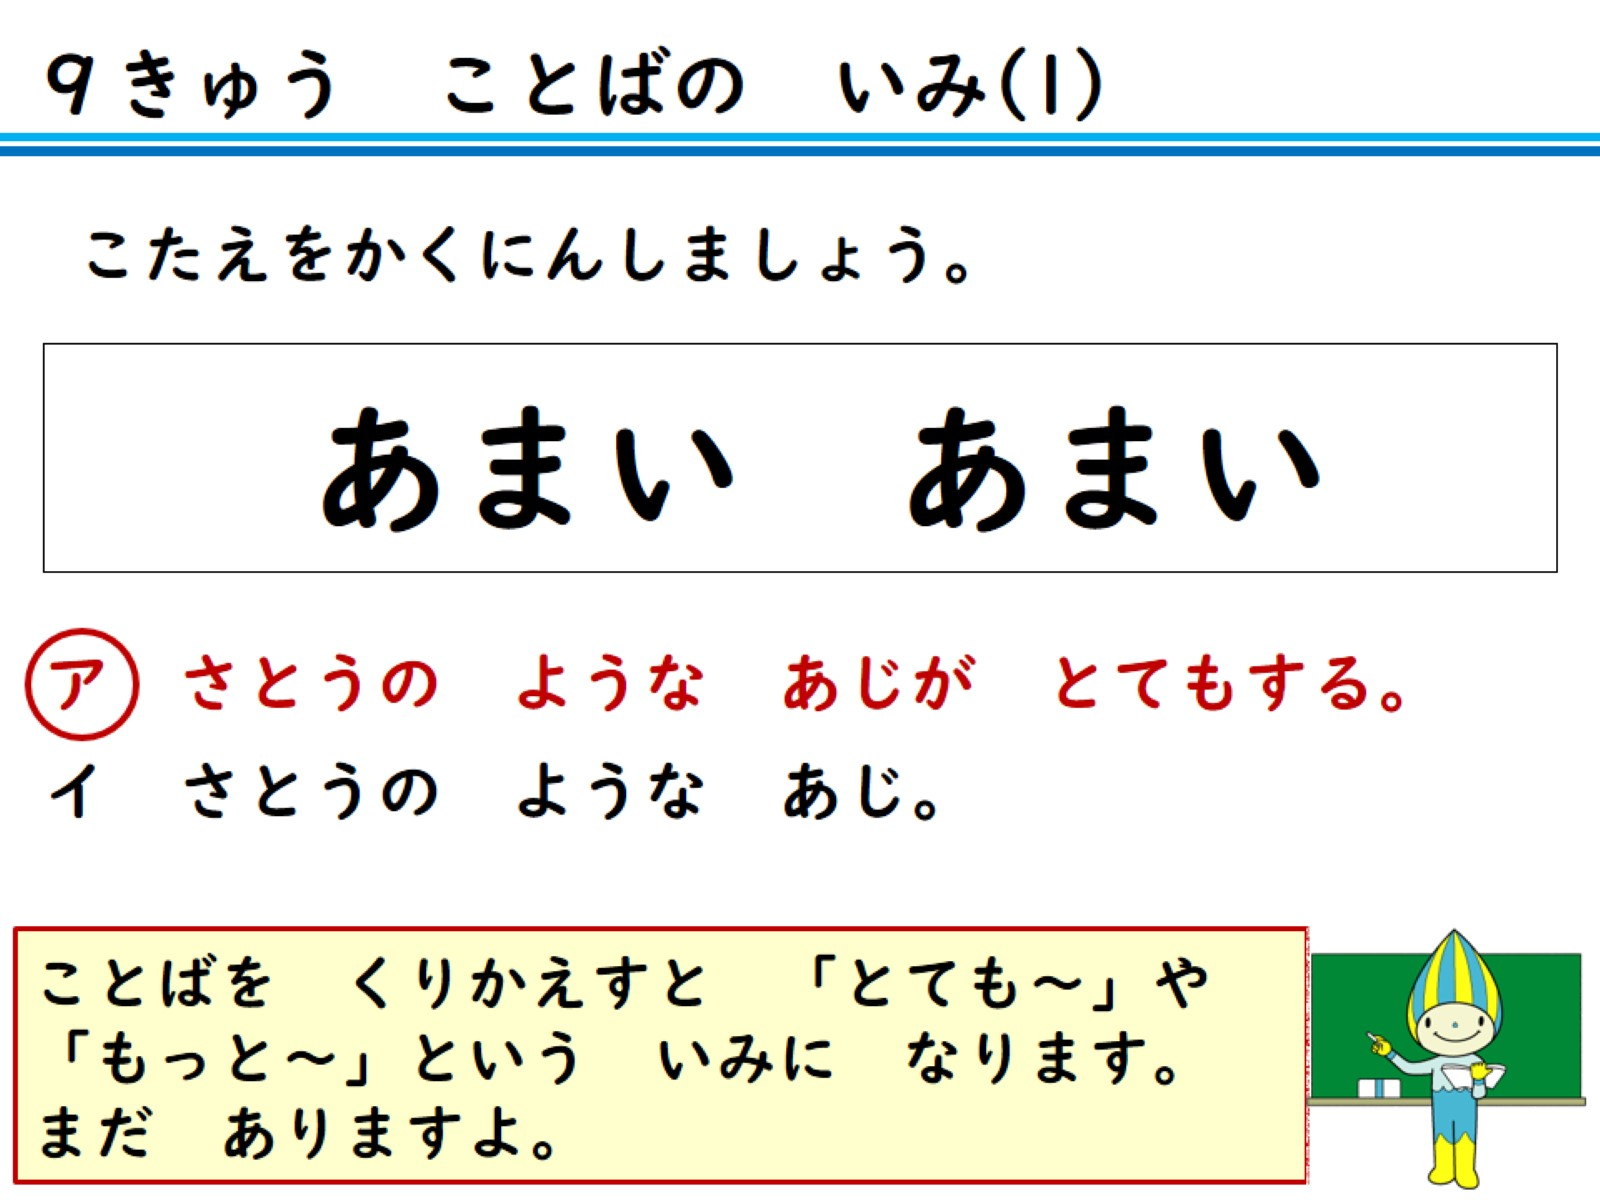 ９きゅう　ことばの　いみ(1)
こたえをかくにんしましょう。
あまい　あまい
ア　さとうの　ような　あじが　とてもする。
イ　さとうの　ような　あじ。
ことばを　くりかえすと　「とても～」や
「もっと～」という　いみに　なります。
まだ　ありますよ。